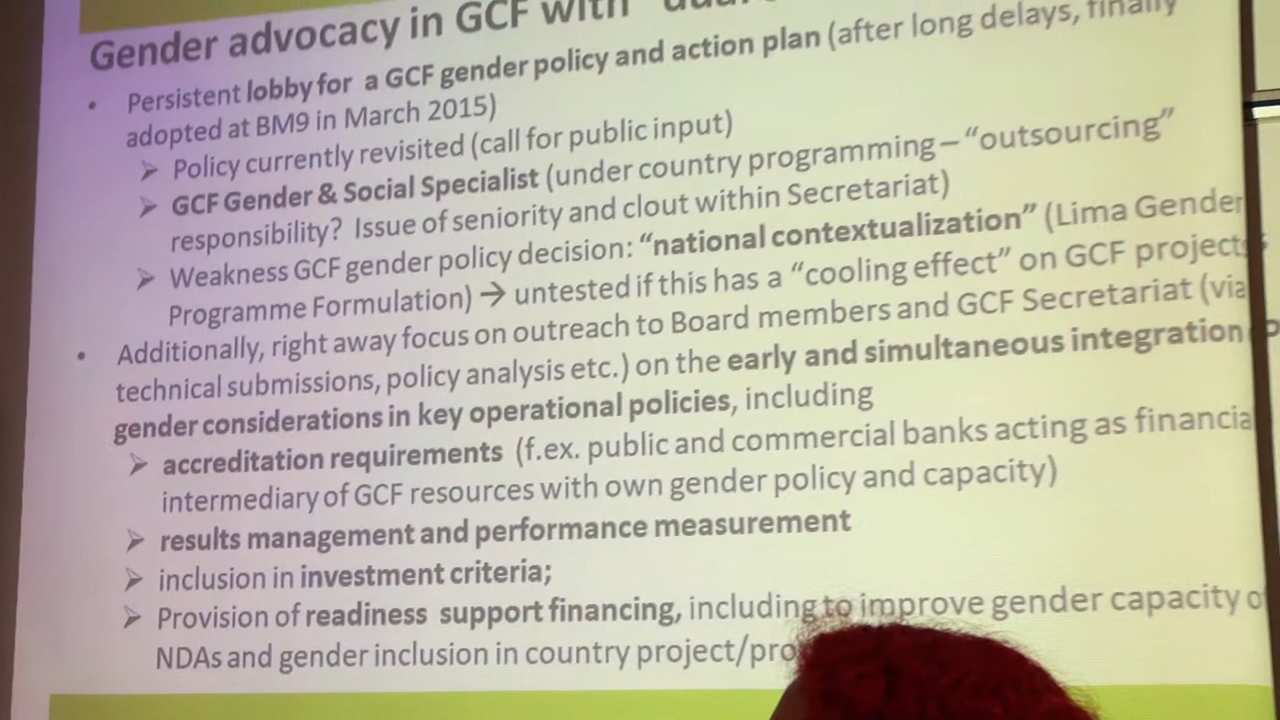 Gender advocacy in GCF with
• Persistent lobby for a GCF gender policy and action plan (after long delays, finally
adopted at BM9 in March 2015)
➢ Policy currently revisited (call for public input)
➢ GCF Gender & Social Specialist (under country programming – “outsourcing”
responsibility? Issue of seniority and clout within Secretariat)
➢ Weakness GCF gender policy decision: “national contextualization” (Lima Gender
Programme Formulation) → untested if this has a “cooling effect” on GCF projects
• Additionally, right away focus on outreach to Board members and GCF Secretariat (via
technical submissions, policy analysis etc.) on the early and simultaneous integration
gender considerations in key operational policies, including
➢ accreditation requirements (f.ex. public and commercial banks acting as financia
intermediary of GCF resources with own gender policy and capacity)
➢ results management and performance measurement
➢ inclusion in investment criteria;
➢ Provision of readiness support financing, including to improve gender capacity o
NDAs and gender inclusion in country project/pro